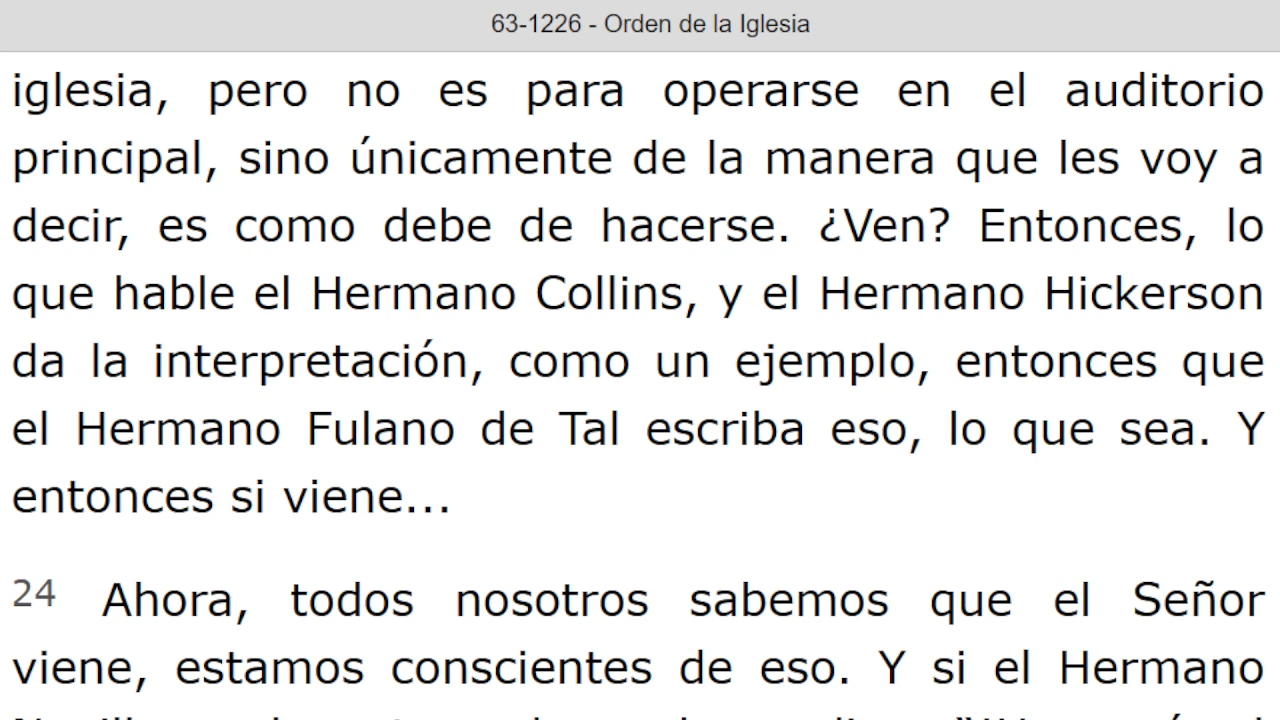 63-1226 - Orden de la Iglesia
iglesia, pero no es para operarse en el auditorio
principal, sino únicamente de la manera que les voy a
decir, es como debe de hacerse. ¿Ven? Entonces, lo
que hable el Hermano Collins, y el Hermano Hickerson
da la interpretación, como un ejemplo, entonces que
el Hermano Fulano de Tal escriba eso, lo que sea. Y
entonces si viene...
24 Ahora, todos nosotros sabemos que el Señor
viene, estamos conscientes de eso. Y si el Hermano